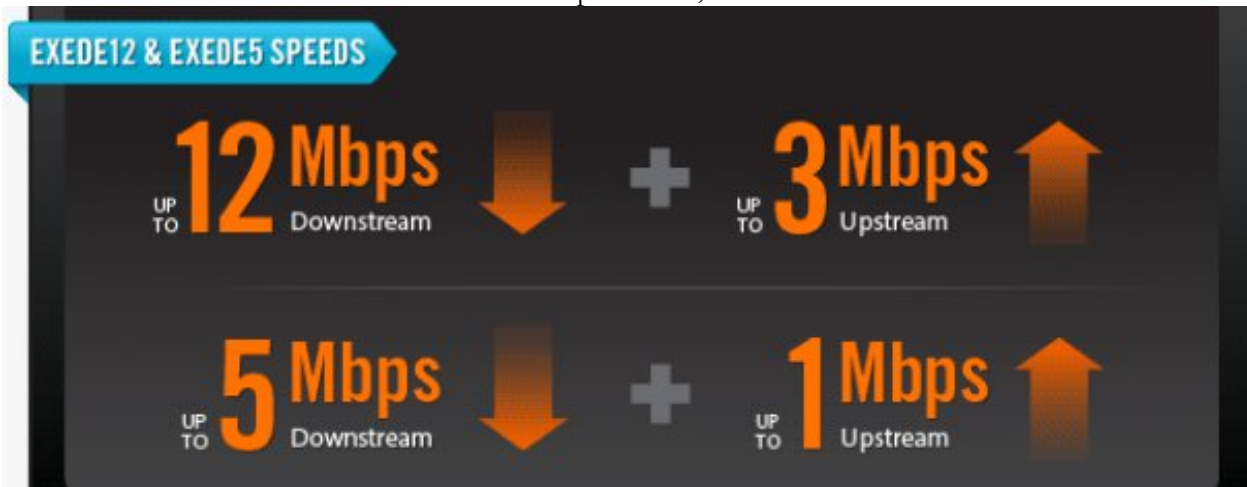 EXEDE12 & EXEDE5 SPEEDS
UP TO 12 Mbps Downstream + UP TO 3 Mbps Upstream
UP TO 5 Mbps Downstream + UP TO 1 Mbps Upstream